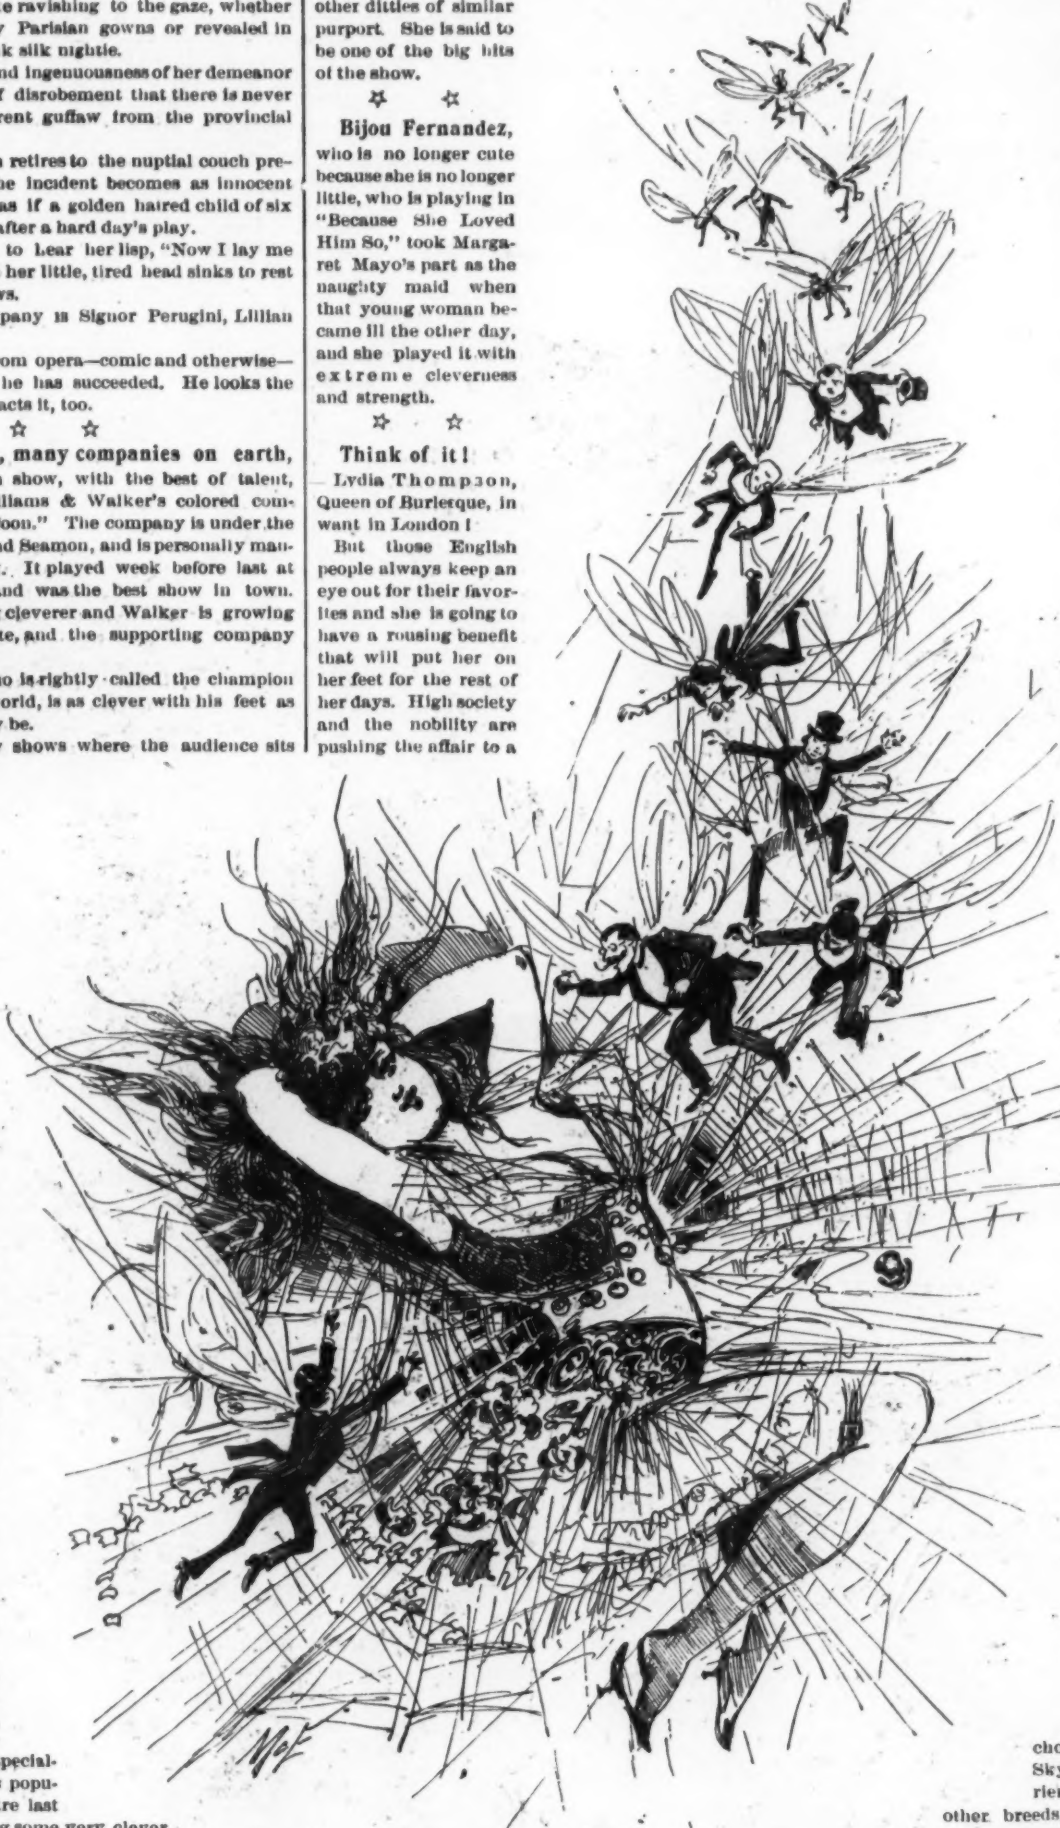 ravishing to the gaze, whether
Parisian gowns or revealed in
k silk nightie.
nd ingenuousness of her demeanor
disrobement that there is never
rent guffaw from the provincial
retires to the nuptial couch pre-
incident becomes as innocent
as if a golden haired child of six
after a hard day's play.
to hear her lisp, "Now I lay me
her little, tired head sinks to rest
ws.
pany is Signor Perugini, Lillian
om opera—comic and otherwise—
he has succeeded. He looks the
acts it, too.
☆ ☆
, many companies on earth,
show, with the best of talent,
lliams & Walker's colored com-
oon." The company is under the
nd Seamon, and is personally man-
. It played week before last at
and was the best show in town.
cleverer and Walker is growing
te, and the supporting company
ho is rightly called the champion
orld, is as clever with his feet as
be.
shows where the audience sits
other ditties of similar
purport. She is said to
be one of the big hits
of the show.
☆ ☆
Bijou Fernandez,
who is no longer cute
because she is no longer
little, who is playing in
"Because She Loved
Him So," took Marga-
ret Mayo's part as the
naughty maid when
that young woman be-
came ill the other day,
and she played it with
extreme cleverness
and strength.
☆ ☆
Think of it!
Lydia Thompson,
Queen of Burlesque, in
want in London!
But those English
people always keep an
eye out for their favor-
ites and she is going to
have a rousing benefit
that will put her on
her feet for the rest of
her days. High society
and the nobility are
pushing the affair to a
special-
popu-
re last
some very clever
cho
Sky
rie
other breeds